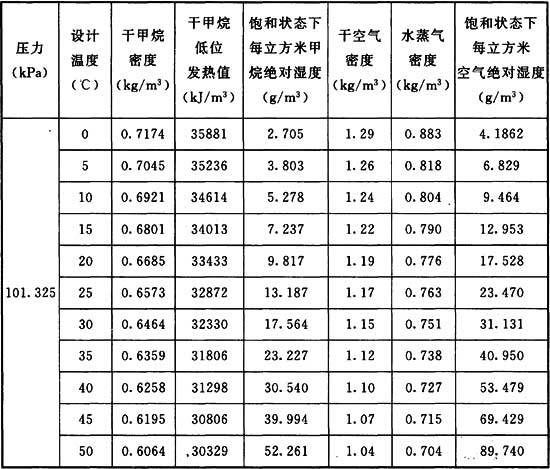 压力 (kPa) 设计温度 (℃) 干甲烷密度 (kg/m³) 干甲烷低位发热值 (kJ/m³) 饱和状态下每立方米甲烷绝对湿度 (g/m³) 干空气密度 (kg/m³) 水蒸气密度 (kg/m³) 饱和状态下每立方米空气绝对湿度 (g/m³)
0 0.7174 35881 2.705 1.29 0.883 4.1862
5 0.7045 35236 3.803 1.26 0.818 6.829
10 0.6921 34614 5.278 1.24 0.804 9.464
15 0.6801 34013 7.237 1.22 0.790 12.953
20 0.6685 33433 9.817 1.19 0.776 17.528
101.325 25 0.6573 32872 13.187 1.17 0.763 23.470
30 0.6464 32330 17.564 1.15 0.751 31.131
35 0.6359 31806 23.227 1.12 0.738 40.950
40 0.6258 31298 30.540 1.10 0.727 53.479
45 0.6195 30806 39.994 1.07 0.715 69.429
50 0.6064 30329 52.261 1.04 0.704 89.740